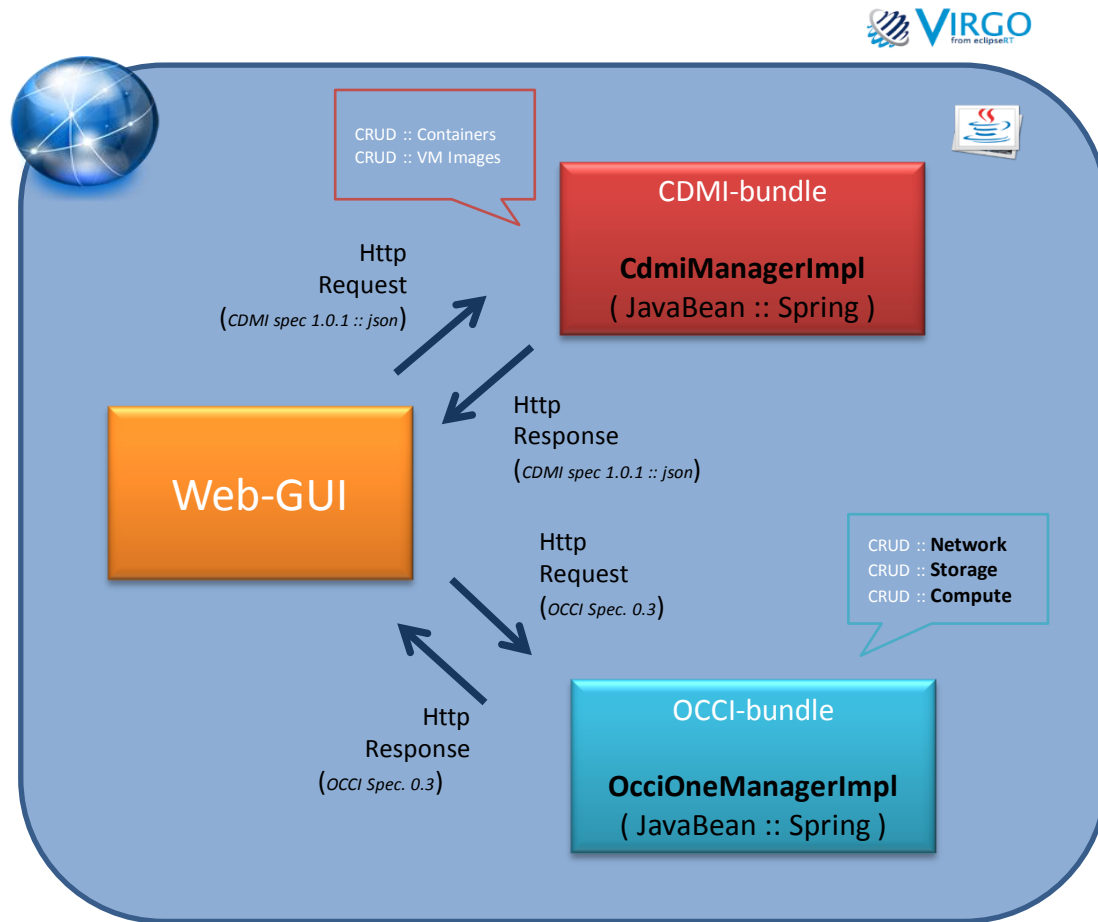 VIRGO
from eclipseRT
CRUD :: Containers
CRUD :: VM Images
CDMI-bundle
CdmiManagerImpl
( JavaBean :: Spring )
Http
Request
(CDMI spec 1.0.1 :: json)
Http
Response
(CDMI spec 1.0.1 :: json)
Web-GUI
Http
Request
(OCCI Spec. 0.3)
CRUD :: Network
CRUD :: Storage
CRUD :: Compute
Http
Response
(OCCI Spec. 0.3)
OCCI-bundle
OcciOneManagerImpl
( JavaBean :: Spring )